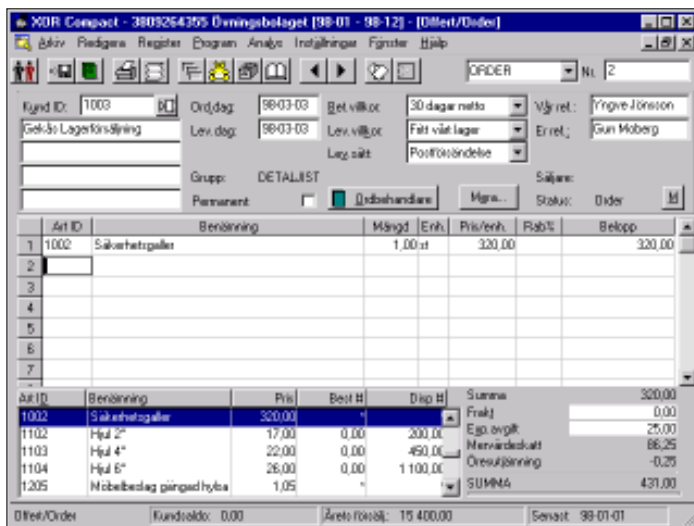 XOR Compact - 3809264355 Övningsbolaget [98-01 - 98-12] - [Offert/Order]
Arkiv Redigera Register Program Analys Inställningar Fönster Hjälp
ORDER Nr. 2
Kund ID: 1003 Ord.dag: 98-03-03 Bet.villkor: 30 dagar netto Vår ref.: Yngve Jönsson
Gekås Lagerförsäljning Lev.dag: 98-03-03 Lev.villkor: Fritt vårt lager Er ref.: Gun Moberg
Lev.sätt: Postförsändelse
Grupp: DETALJIST Säljare:
Permanent Ordbehandlare Mgna... Status: Order M
Art ID Benämning Mängd Enh. Pris/enh. Rab% Belopp
1 1002 Säkerhetsgaller 1,00 st 320,00 320,00
2
3
4
5
6
7
Art ID Benämning Pris Best # Disp # Summa 320,00
1002 Säkerhetsgaller 320,00 * Frakt 0,00
1102 Hjul 2" 17,00 0,00 200,00 Exp.avgift 25,00
1103 Hjul 4" 22,00 0,00 450,00 Mervärdeskatt 86,25
1104 Hjul 6" 26,00 0,00 1 100,00 Öresutjämning -0,25
1205 Möbelbeslag gängad hylsa 1,05 * SUMMA 431,00
Offert/Order Kundsaldo: 0,00 Årets försälj.: 15 400,00 Senast: 98-01-01